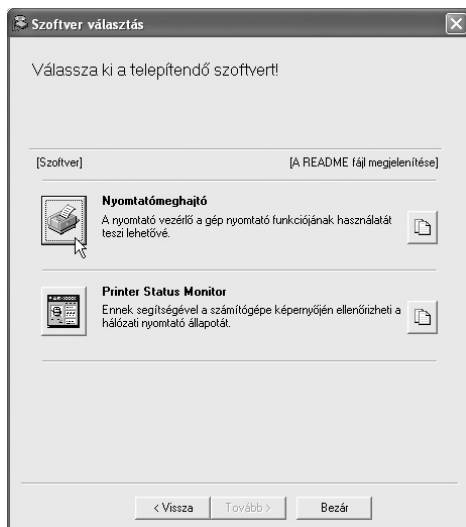 Szoftver választás
Válassza ki a telepítendő szoftvert!
[Szoftver] [A README fájl megjelenítése]
Nyomtatómeghajtó
A nyomtató vezérlő a gép nyomtató funkciójának használatát
teszi lehetővé.
Printer Status Monitor
Ennek segítségével a számítógépe képernyőjén ellenőrizheti a
hálózati nyomtató állapotát.
< Vissza Tovább > Bezár